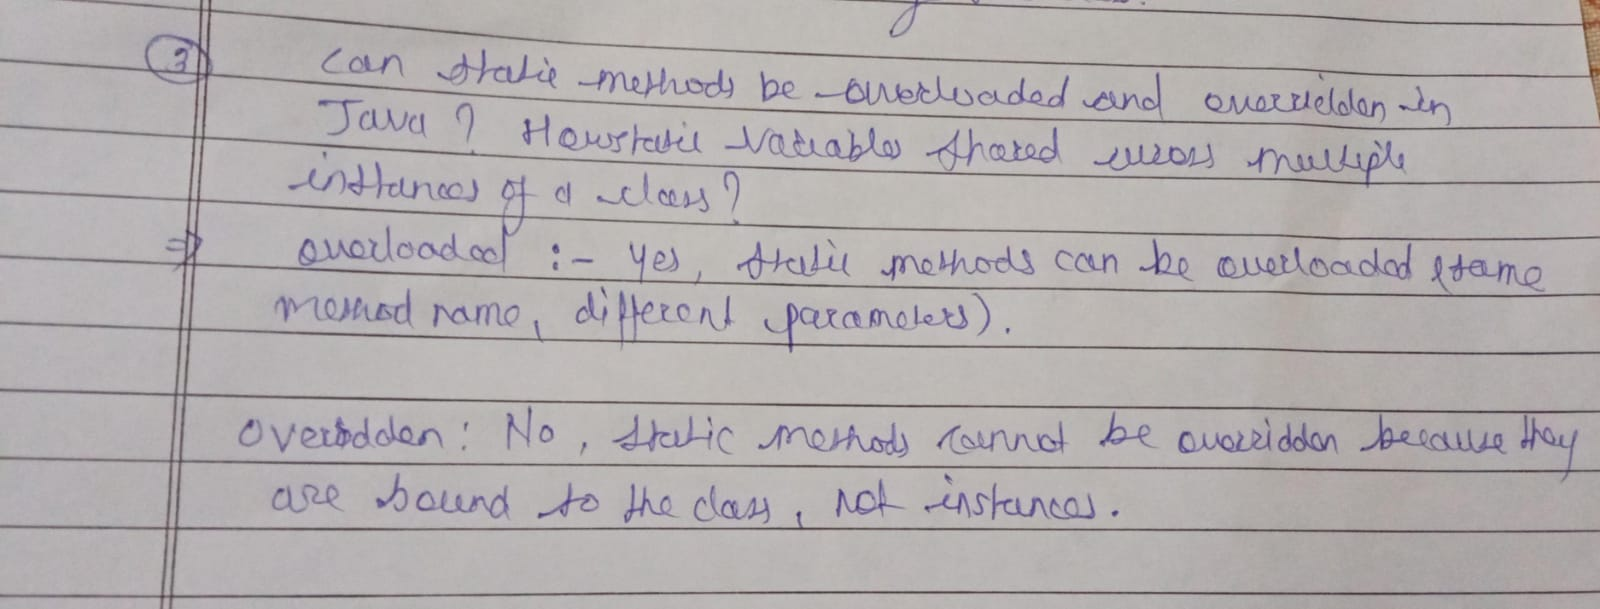 3 Can static methods be overloaded and overridden in
Java ? How static variables shared across multiple
instances of a class ?
⇒ overloaded :- yes, static methods can be overloaded (same
method name, different parameters).
Overridden : No, static methods cannot be overridden because they
are bound to the class, not instances.